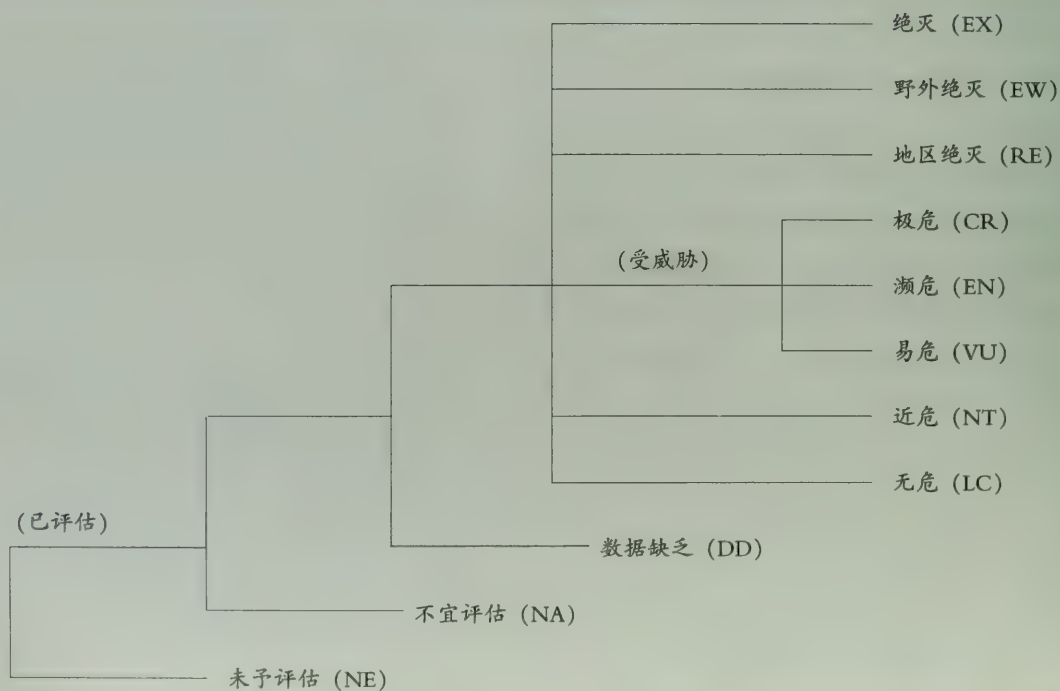 绝灭 (EX)
野外绝灭 (EW)
地区绝灭 (RE)
极危 (CR)
(受威胁)
濒危 (EN)
易危 (VU)
近危 (NT)
无危 (LC)
(已评估)
数据缺乏 (DD)
不宜评估 (NA)
未予评估 (NE)